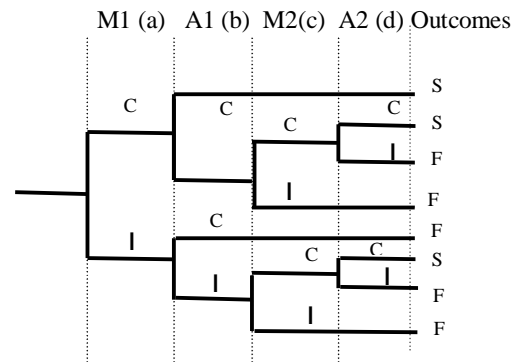 M1 (a) A1 (b) M2(c) A2 (d) Outcomes
S
C C C
C S
I F
I F
C F
I C C S
I I F
I F